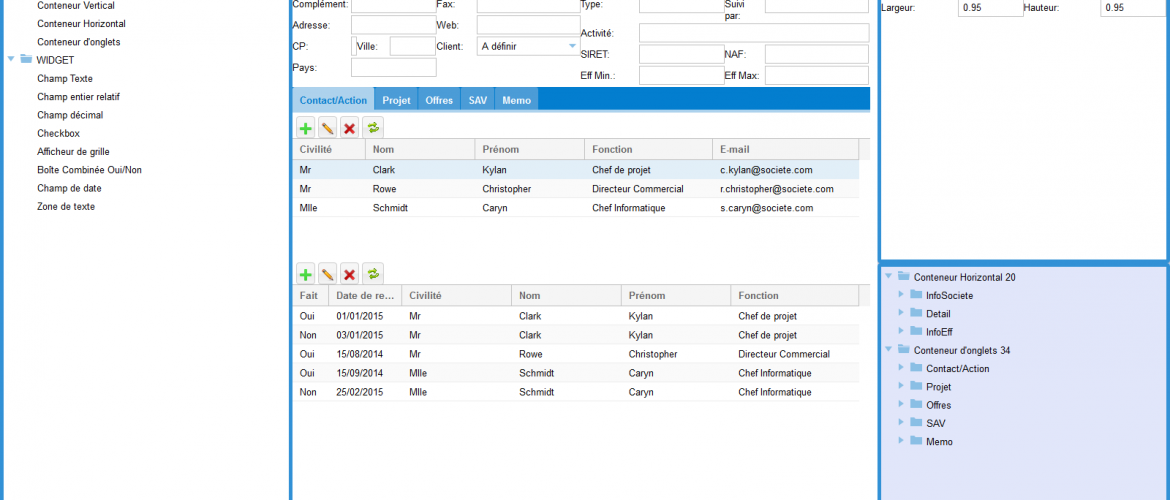 Conteneur Vertical
Conteneur Horizontal
Conteneur d'onglets
WIDGET
Champ Texte
Champ entier relatif
Champ décimal
Checkbox
Afficheur de grille
Boîte Combinée Oui/Non
Champ de date
Zone de texte
Complément: Fax: Type: Suivi par:
Adresse: Web: Activité:
CP: Ville: Client: A définir SIRET: NAF:
Pays: Eff Min.: Eff Max:
Contact/Action Projet Offres SAV Memo
Civilité Nom Prénom Fonction E-mail
Mr Clark Kylan Chef de projet c.kylan@societe.com
Mr Rowe Christopher Directeur Commercial r.christopher@societe.com
Mlle Schmidt Caryn Chef Informatique s.caryn@societe.com
Fait Date de re... Civilité Nom Prénom Fonction
Oui 01/01/2015 Mr Clark Kylan Chef de projet
Non 03/01/2015 Mr Clark Kylan Chef de projet
Oui 15/08/2014 Mr Rowe Christopher Directeur Commercial
Oui 15/09/2014 Mlle Schmidt Caryn Chef Informatique
Non 25/02/2015 Mlle Schmidt Caryn Chef Informatique
Largeur: 0.95 Hauteur: 0.95
Conteneur Horizontal 20
InfoSociete
Detail
InfoEff
Conteneur d'onglets 34
Contact/Action
Projet
Offres
SAV
Memo